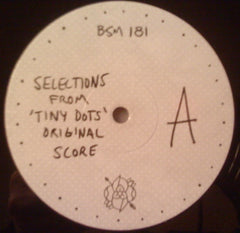 BSM 181
SELECTIONS
FROM
'TINY DOTS'
ORIGINAL
SCORE
A